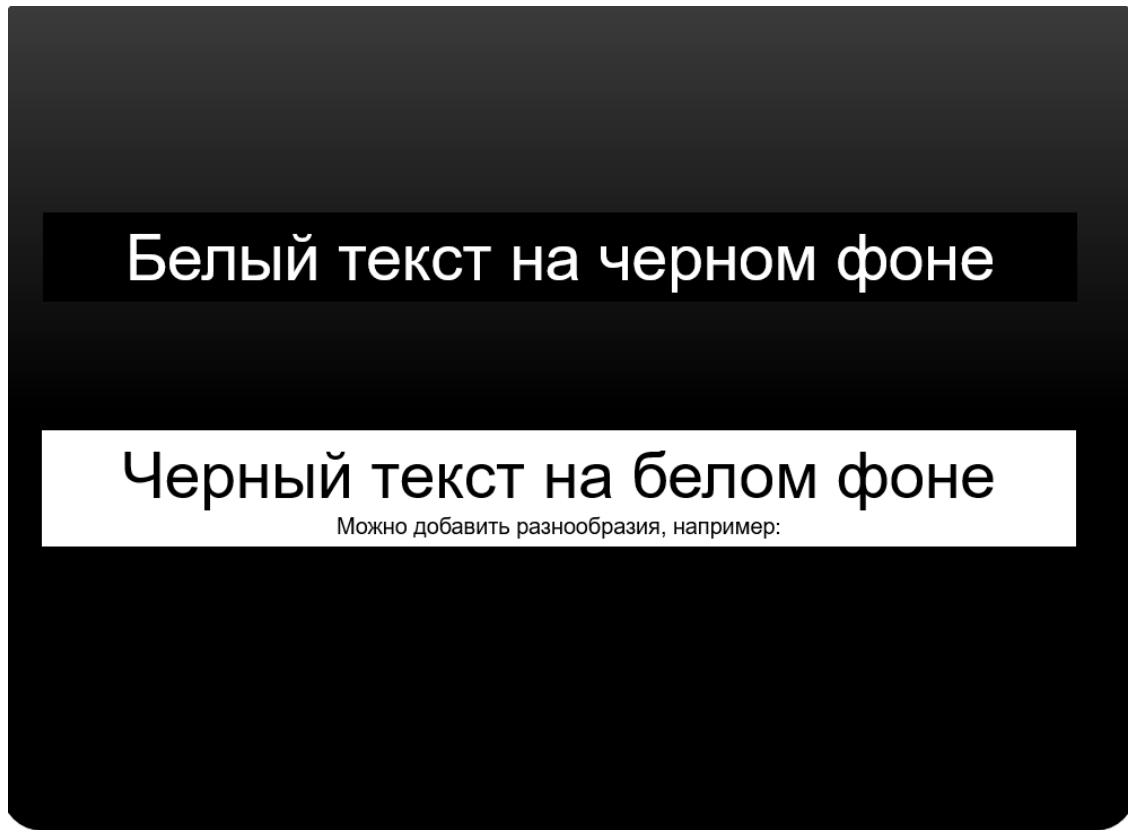 Белый текст на черном фоне
Черный текст на белом фоне
Можно добавить разнообразия, например: